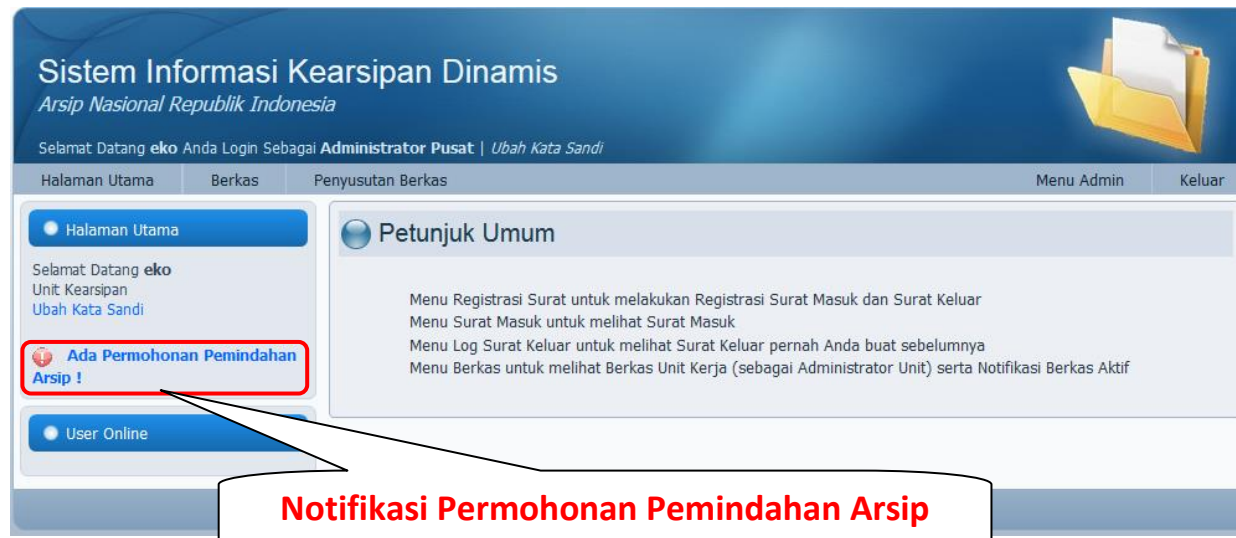 Sistem Informasi Kearsipan Dinamis
Arsip Nasional Republik Indonesia
Selamat Datang eko Anda Login Sebagai Administrator Pusat | Ubah Kata Sandi
Halaman Utama Berkas Penyusutan Berkas Menu Admin Keluar
Halaman Utama
Selamat Datang eko
Unit Kearsipan
Ubah Kata Sandi
Ada Permohonan Pemindahan
Arsip !
User Online
Petunjuk Umum
Menu Registrasi Surat untuk melakukan Registrasi Surat Masuk dan Surat Keluar
Menu Surat Masuk untuk melihat Surat Masuk
Menu Log Surat Keluar untuk melihat Surat Keluar pernah Anda buat sebelumnya
Menu Berkas untuk melihat Berkas Unit Kerja (sebagai Administrator Unit) serta Notifikasi Berkas Aktif
Notifikasi Permohonan Pemindahan Arsip